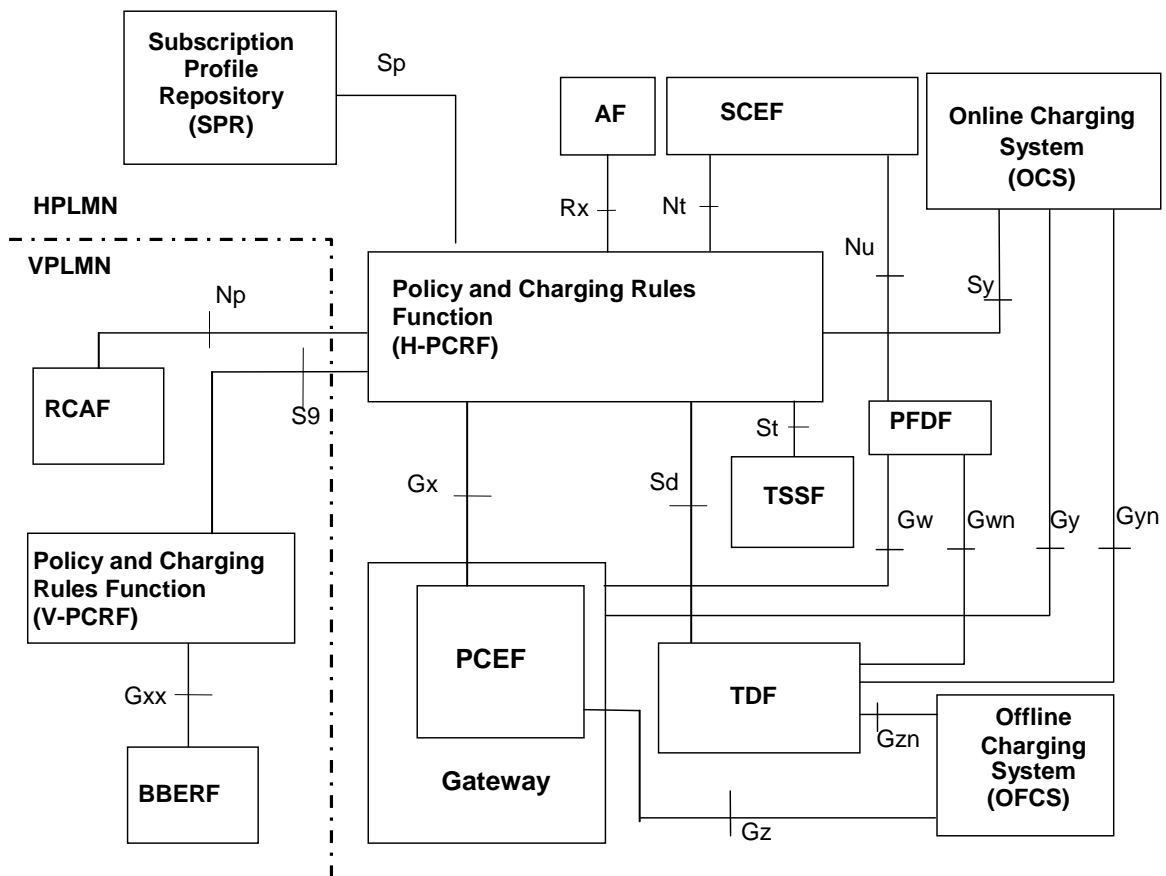 Subscription
Profile
Repository
(SPR)
Sp
AF
SCEF
Online Charging
System
(OCS)
HPLMN
Rx
Nt
Nu
Sy
VPLMN
Np
Policy and Charging Rules
Function
(H-PCRF)
RCAF
S9
PFDF
St
TSSF
Gx
Sd
Gw
Gwn
Gy
Gyn
Policy and Charging
Rules Function
(V-PCRF)
PCEF
TDF
Gxx
Gzn
Offline
Charging
System
(OFCS)
BBERF
Gateway
Gz